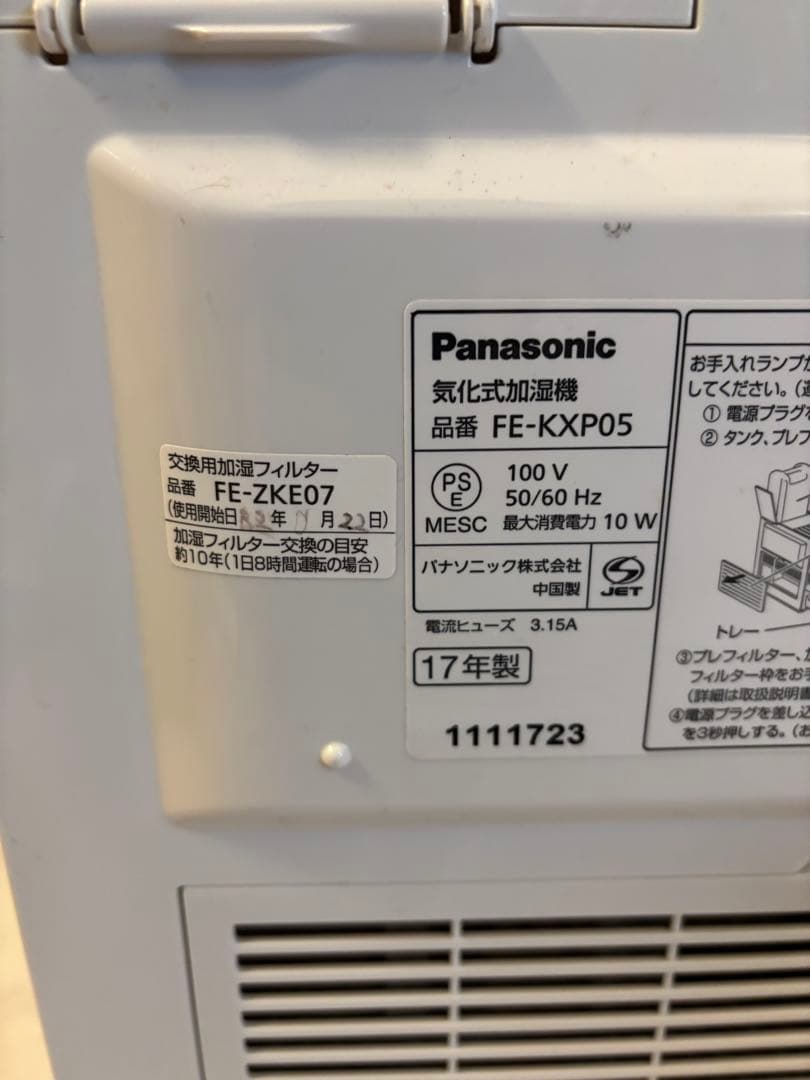 交換用加湿フィルター
品番 FE-ZKE07
(使用開始日 年 月22日)
加湿フィルター交換の目安
約10年(1日8時間運転の場合)
Panasonic
気化式加湿機
品番 FE-KXP05
PS
E
MESC
100 V
50/60 Hz
最大消費電力 10 W
パナソニック株式会社
中国製
JET
電流ヒューズ 3.15A
17年製
1111723
お手入れランプが
してください。(
① 電源プラグを
② タンク、プレフ
トレー
③プレフィルター、
フィルター枠をお手
(詳細は取扱説明書
④電源プラグを差し込
を3秒押しする。(お